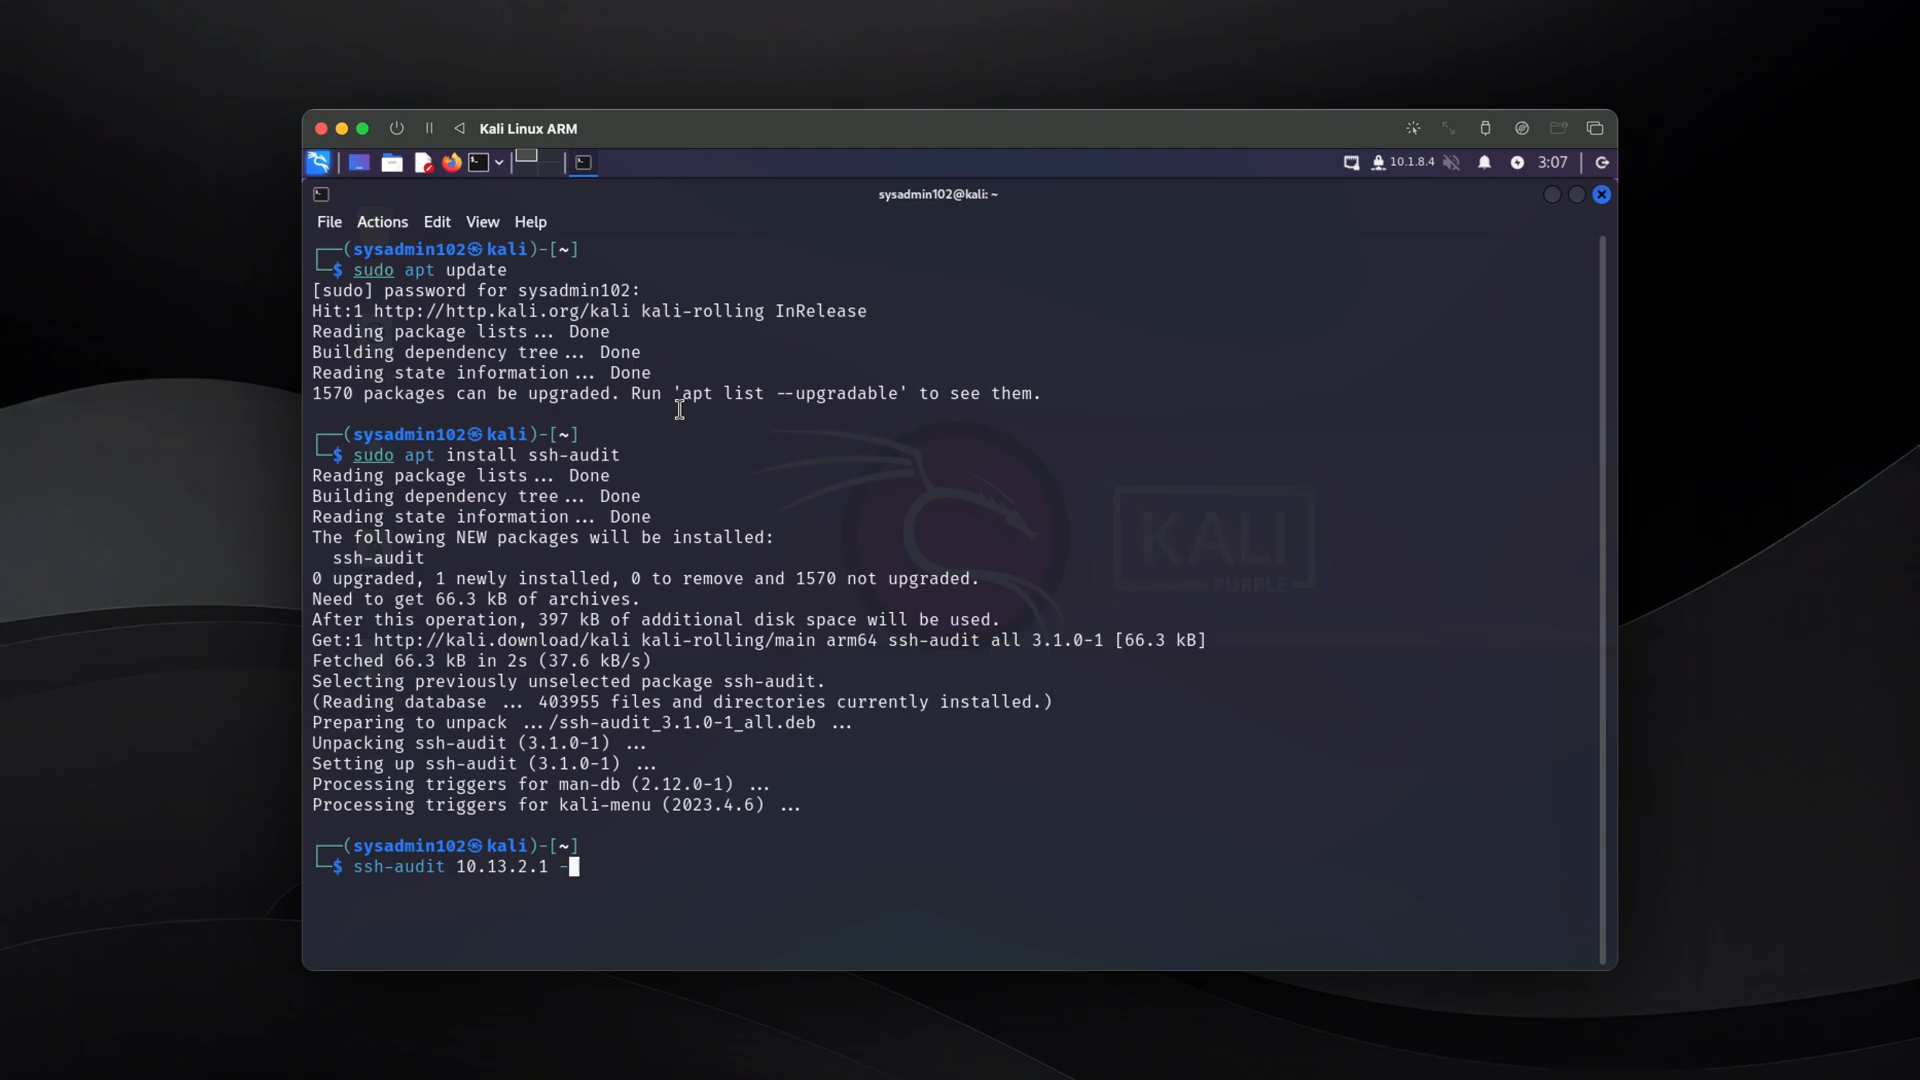 Kali Linux ARM
10.1.8.4
3:07
sysadmin102@kali: ~
File Actions Edit View Help
┌──(sysadmin102㉿kali)-[~]
└─$ sudo apt update
[sudo] password for sysadmin102:
Hit:1 http://http.kali.org/kali kali-rolling InRelease
Reading package lists... Done
Building dependency tree... Done
Reading state information... Done
1570 packages can be upgraded. Run 'apt list --upgradable' to see them.
┌──(sysadmin102㉿kali)-[~]
└─$ sudo apt install ssh-audit
Reading package lists... Done
Building dependency tree... Done
Reading state information... Done
The following NEW packages will be installed:
ssh-audit
0 upgraded, 1 newly installed, 0 to remove and 1570 not upgraded.
Need to get 66.3 kB of archives.
After this operation, 397 kB of additional disk space will be used.
Get:1 http://kali.download/kali kali-rolling/main arm64 ssh-audit all 3.1.0-1 [66.3 kB]
Fetched 66.3 kB in 2s (37.6 kB/s)
Selecting previously unselected package ssh-audit.
(Reading database ... 403955 files and directories currently installed.)
Preparing to unpack .../ssh-audit_3.1.0-1_all.deb ...
Unpacking ssh-audit (3.1.0-1) ...
Setting up ssh-audit (3.1.0-1) ...
Processing triggers for man-db (2.12.0-1) ...
Processing triggers for kali-menu (2023.4.6) ...
┌──(sysadmin102㉿kali)-[~]
└─$ ssh-audit 10.13.2.1 -
KALI
PURPLE